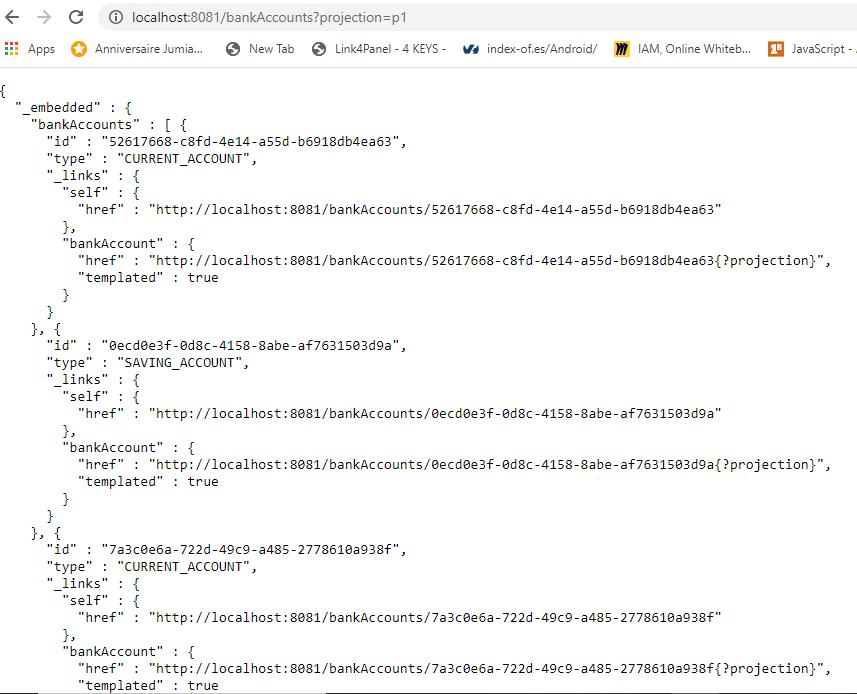 localhost:8081/bankAccounts?projection=p1
Apps Anniversaire Jumia... New Tab Link4Panel - 4 KEYS - index-of.es/Android/ IAM, Online Whiteb... JavaScript -
{
  "_embedded" : {
    "bankAccounts" : [ {
      "id" : "52617668-c8fd-4e14-a55d-b6918db4ea63",
      "type" : "CURRENT_ACCOUNT",
      "_links" : {
        "self" : {
          "href" : "http://localhost:8081/bankAccounts/52617668-c8fd-4e14-a55d-b6918db4ea63"
        },
        "bankAccount" : {
          "href" : "http://localhost:8081/bankAccounts/52617668-c8fd-4e14-a55d-b6918db4ea63{?projection}",
          "templated" : true
        }
      }
    }, {
      "id" : "0ecd0e3f-0d8c-4158-8abe-af7631503d9a",
      "type" : "SAVING_ACCOUNT",
      "_links" : {
        "self" : {
          "href" : "http://localhost:8081/bankAccounts/0ecd0e3f-0d8c-4158-8abe-af7631503d9a"
        },
        "bankAccount" : {
          "href" : "http://localhost:8081/bankAccounts/0ecd0e3f-0d8c-4158-8abe-af7631503d9a{?projection}",
          "templated" : true
        }
      }
    }, {
      "id" : "7a3c0e6a-722d-49c9-a485-2778610a938f",
      "type" : "CURRENT_ACCOUNT",
      "_links" : {
        "self" : {
          "href" : "http://localhost:8081/bankAccounts/7a3c0e6a-722d-49c9-a485-2778610a938f"
        },
        "bankAccount" : {
          "href" : "http://localhost:8081/bankAccounts/7a3c0e6a-722d-49c9-a485-2778610a938f{?projection}",
          "templated" : true